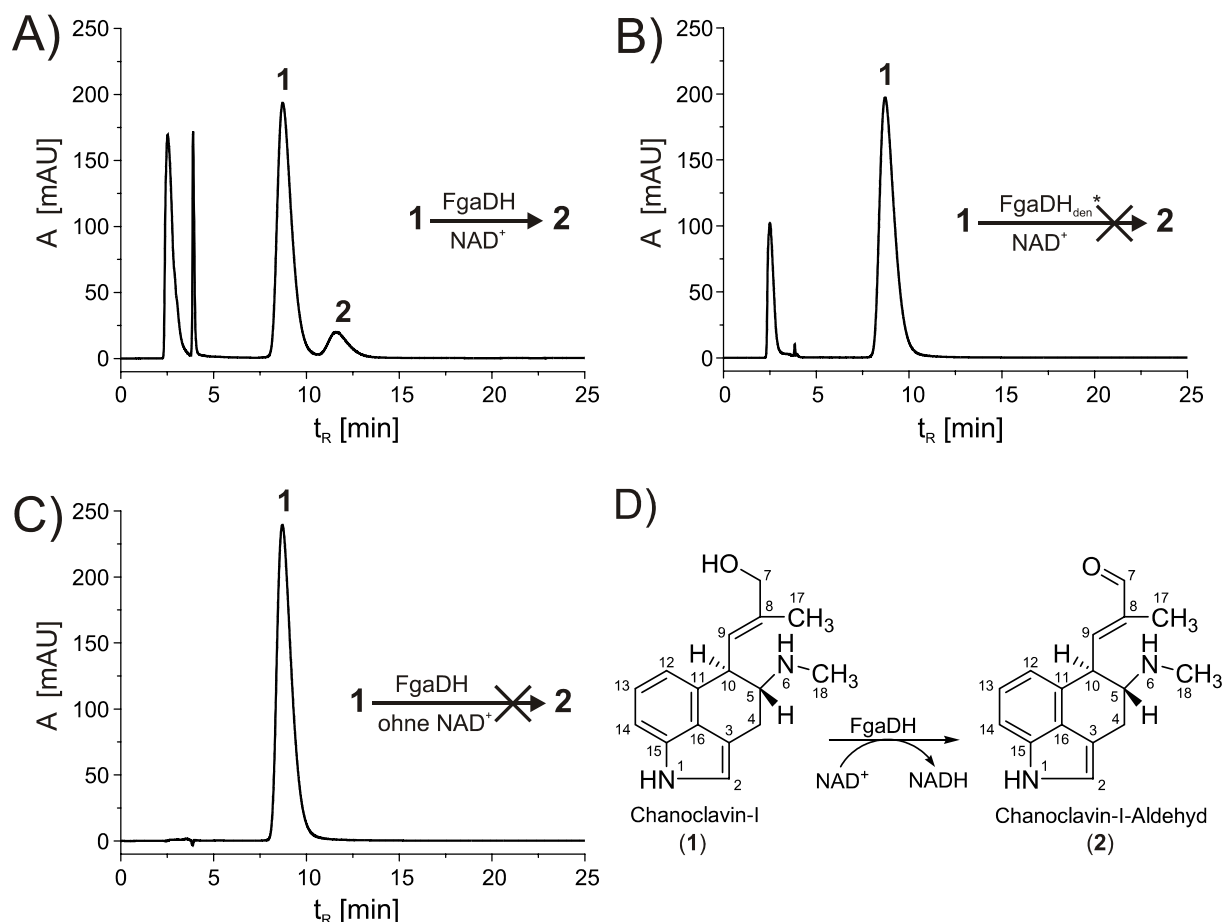 A)
250
200
150
100
50
0
A [mAU]
1
2
1 FgaDH 2
NAD⁺
0 5 10 15 20 25
tR [min]
B)
250
200
150
100
50
0
A [mAU]
1
1 FgaDHden* 2
NAD⁺
0 5 10 15 20 25
tR [min]
C)
250
200
150
100
50
0
A [mAU]
1
1 FgaDH 2
ohne NAD⁺
0 5 10 15 20 25
tR [min]
D)
HO 7
8 17 CH₃
9
H H
12 N CH₃
11 10 6 18
13 5
H
14 16 3 4
15
HN 1 2
Chanoclavin-I
(1)
FgaDH
NAD⁺ NADH
O 7
8 17 CH₃
9
H H
12 N CH₃
11 10 6 18
13 5
H
14 16 3 4
15
HN 1 2
Chanoclavin-I-Aldehyd
(2)